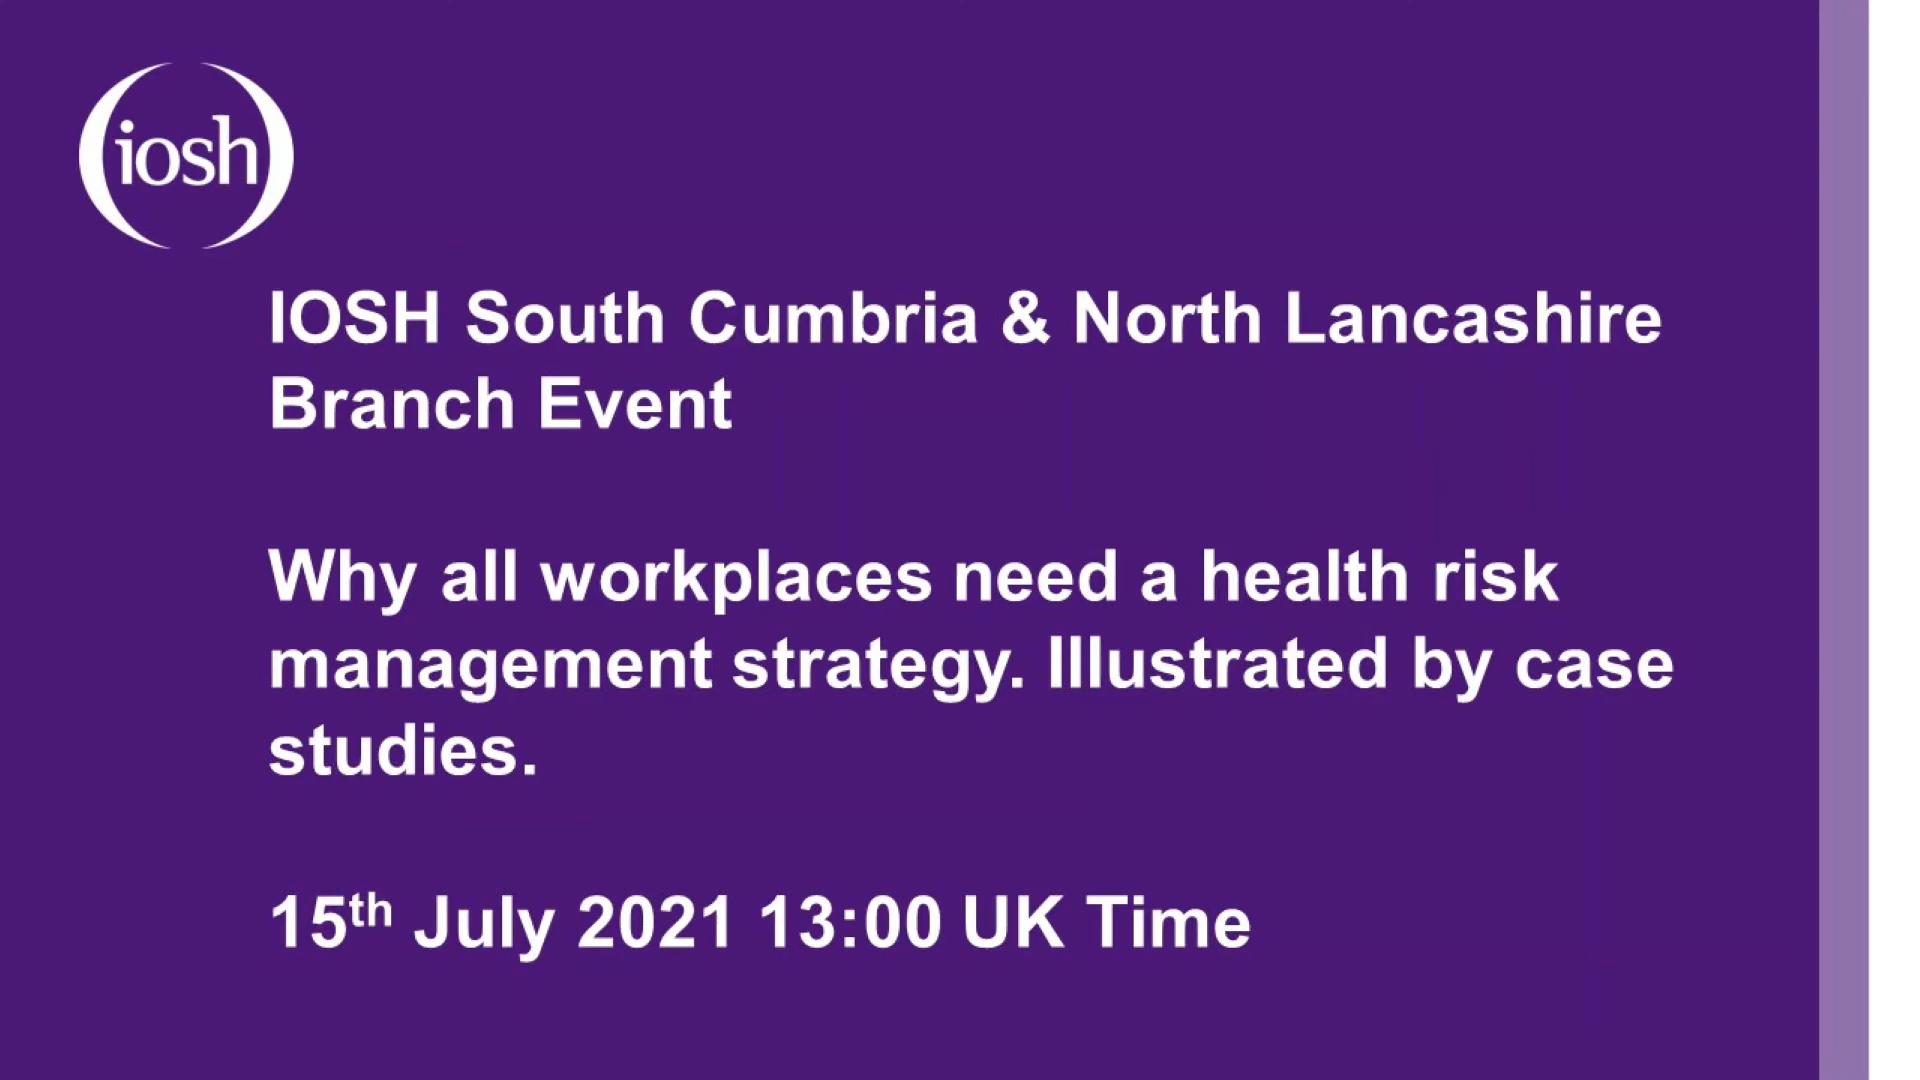 iosh
IOSH South Cumbria & North Lancashire
Branch Event
Why all workplaces need a health risk
management strategy. Illustrated by case
studies.
15th July 2021 13:00 UK Time